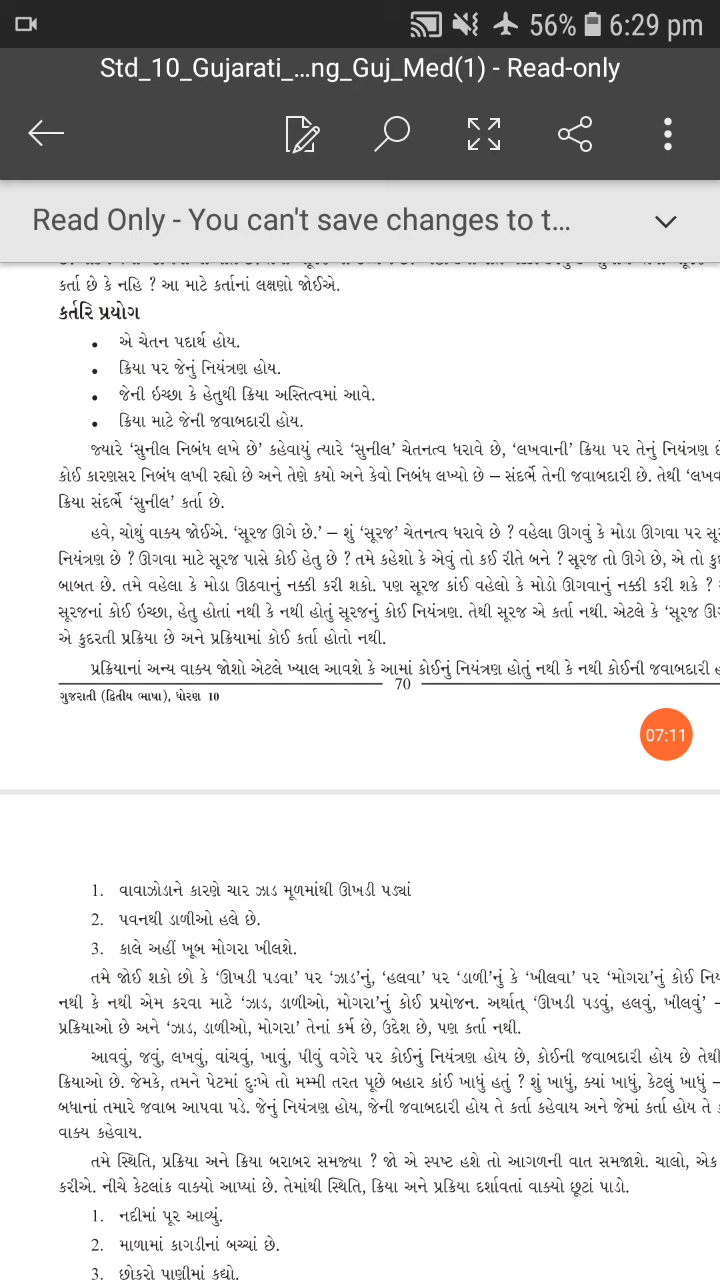 56% 6:29 pm
Std_10_Gujarati_...ng_Guj_Med(1) - Read-only
Read Only - You can't save changes to t...
કર્તા છે કે નહિ ? આ માટે કર્તાનાં લક્ષણો જોઈએ.
કર્તરિ પ્રયોગ
• એ ચેતન પદાર્થ હોય.
• ક્રિયા પર જેનું નિયંત્રણ હોય.
• જેની ઇચ્છા કે હેતુથી ક્રિયા અસ્તિત્વમાં આવે.
• ક્રિયા માટે જેની જવાબદારી હોય.
જ્યારે ‘સુનીલ નિબંધ લખે છે’ કહેવાયું ત્યારે ‘સુનીલ’ ચેતનત્વ ધરાવે છે, ‘લખવાની’ ક્રિયા પર તેનું નિયંત્રણ
કોઈ કારણસર નિબંધ લખી રહ્યો છે અને તેણે કયો અને કેવો નિબંધ લખ્યો છે – સંદર્ભે તેની જવાબદારી છે. તેથી ‘લખવ
ક્રિયા સંદર્ભે ‘સુનીલ’ કર્તા છે.
હવે, ચોથું વાક્ય જોઈએ. ‘સૂરજ ઊગે છે.’ – શું ‘સૂરજ’ ચેતનત્વ ધરાવે છે ? વહેલા ઊગવું કે મોડા ઊગવા પર સૂર
નિયંત્રણ છે ? ઊગવા માટે સૂરજ પાસે કોઈ હેતુ છે ? તમે કહેશો કે એવું તો કઈ રીતે બને ? સૂરજ તો ઊગે છે, એ તો કુદ
બાબત છે. તમે વહેલા કે મોડા ઊઠવાનું નક્કી કરી શકો. પણ સૂરજ કાંઈ વહેલો કે મોડો ઊગવાનું નક્કી કરી શકે ?
સૂરજનાં કોઈ ઇચ્છા, હેતુ હોતાં નથી કે નથી હોતું સૂરજનું કોઈ નિયંત્રણ. તેથી સૂરજ એ કર્તા નથી. એટલે કે ‘સૂરજ ઊગ
એ કુદરતી પ્રક્રિયા છે અને પ્રક્રિયામાં કોઈ કર્તા હોતો નથી.
પ્રક્રિયાનાં અન્ય વાક્ય જોશો એટલે ખ્યાલ આવશે કે આમાં કોઈનું નિયંત્રણ હોતું નથી કે નથી કોઈની જવાબદારી
70
ગુજરાતી (દ્વિતીય ભાષા), ધોરણ 10
07:11
1. વાવાઝોડાને કારણે ચાર ઝાડ મૂળમાંથી ઊખડી પડ્યાં
2. પવનથી ડાળીઓ હલે છે.
3. કાલે અહીં ખૂબ મોગરા ખીલશે.
તમે જોઈ શકો છો કે ‘ઊખડી પડવા’ પર ‘ઝાડ’નું, ‘હલવા’ પર ‘ડાળી’નું કે ‘ખીલવા’ પર ‘મોગરા’નું કોઈ નિય
નથી કે નથી એમ કરવા માટે ‘ઝાડ, ડાળીઓ, મોગરા’નું કોઈ પ્રયોજન. અર્થાત્ ‘ઊખડી પડવું, હલવું, ખીલવું’ –
પ્રક્રિયાઓ છે અને ‘ઝાડ, ડાળીઓ, મોગરા’ તેનાં કર્મ છે, ઉદ્દેશ છે, પણ કર્તા નથી.
આવવું, જવું, લખવું, વાંચવું, ખાવું, પીવું વગેરે પર કોઈનું નિયંત્રણ હોય છે, કોઈની જવાબદારી હોય છે તેથી
ક્રિયાઓ છે. જેમકે, તમને પેટમાં દુઃખે તો મમ્મી તરત પૂછે બહાર કાંઈ ખાધું હતું ? શું ખાધું, ક્યાં ખાધું, કેટલું ખાધું –
બધાનાં તમારે જવાબ આપવા પડે. જેનું નિયંત્રણ હોય, જેની જવાબદારી હોય તે કર્તા કહેવાય અને જેમાં કર્તા હોય તે
વાક્ય કહેવાય.
તમે સ્થિતિ, પ્રક્રિયા અને ક્રિયા બરાબર સમજ્યા ? જો એ સ્પષ્ટ હશે તો આગળની વાત સમજાશે. ચાલો, એક
કરીએ. નીચે કેટલાંક વાક્યો આપ્યાં છે. તેમાંથી સ્થિતિ, ક્રિયા અને પ્રક્રિયા દર્શાવતાં વાક્યો છૂટાં પાડો.
1. નદીમાં પૂર આવ્યું.
2. માળામાં કાગડીનાં બચ્ચાં છે.
3. છોકરો પાણીમાં કૂદ્યો.